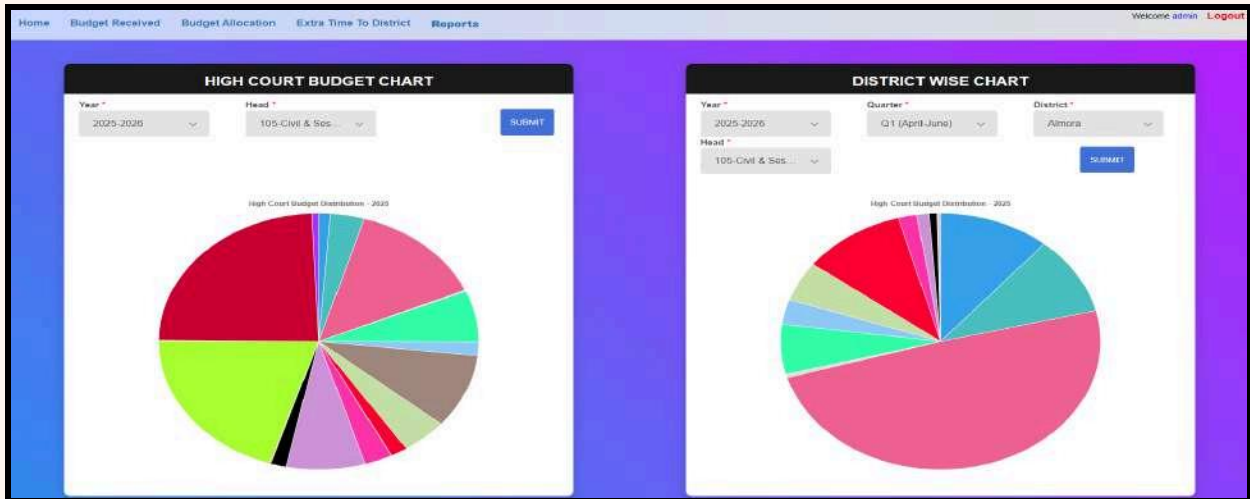 Home Budget Received Budget Allocation Extra Time To District Reports Welcome admin Logout
HIGH COURT BUDGET CHART
Year * Head *
2025-2026 105-Civil & Ses...
SUBMIT
High Court Budget Distribution - 2025
DISTRICT WISE CHART
Year * Quarter * District *
2025-2026 Q1 (April-June) Almora
Head *
105-Civil & Ses...
SUBMIT
High Court Budget Distribution - 2025